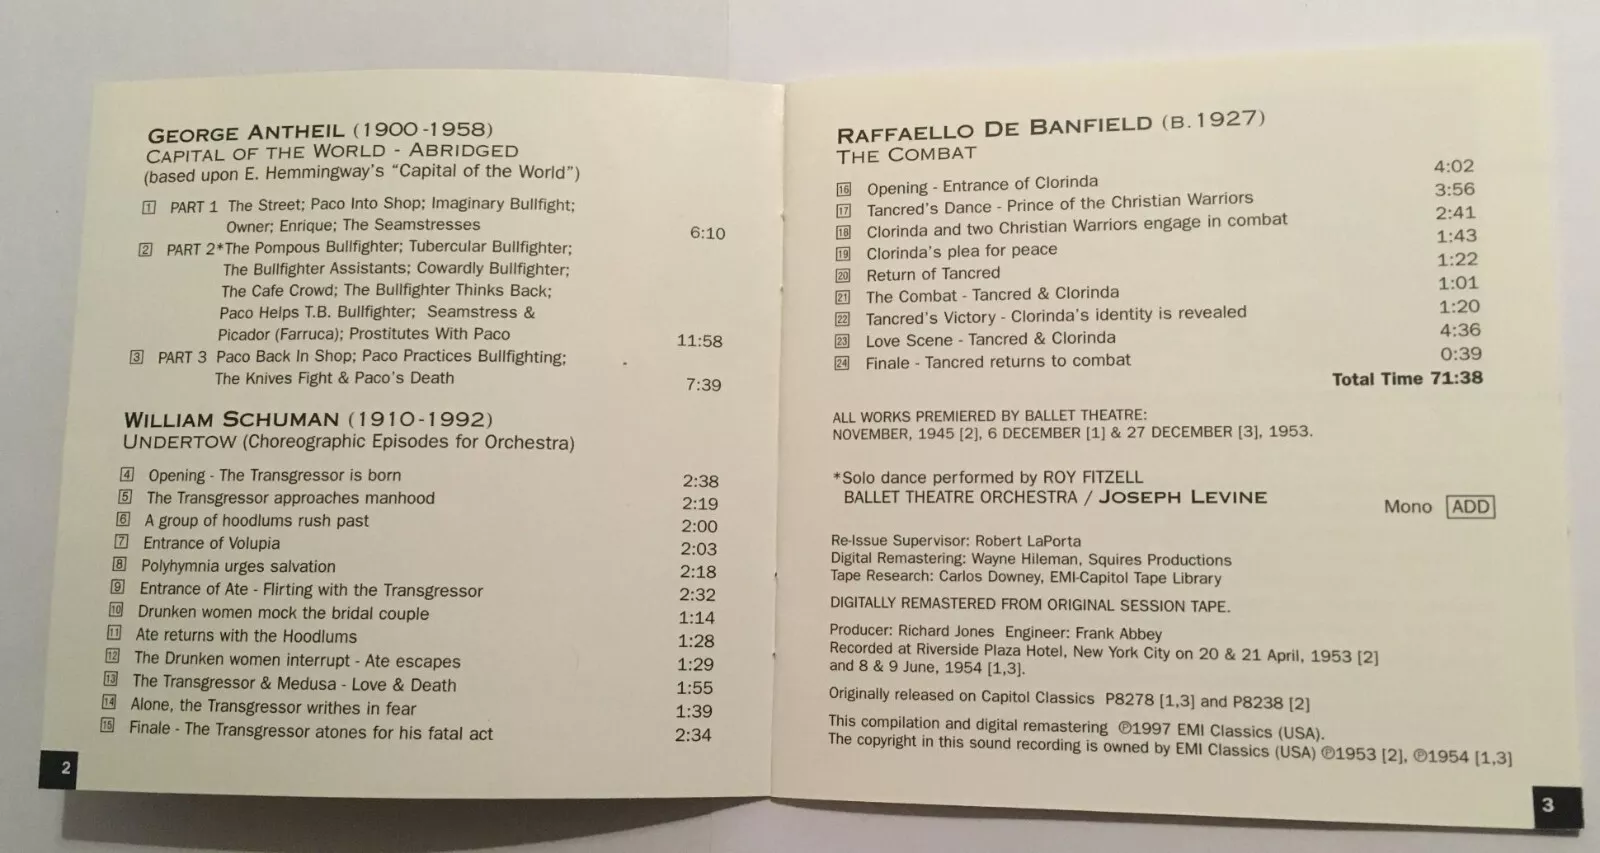 GEORGE ANTHEIL (1900-1958)
CAPITAL OF THE WORLD - ABRIDGED
(based upon E. Hemmingway's "Capital of the World")
1 PART 1 The Street; Paco Into Shop; Imaginary Bullfight;
Owner; Enrique; The Seamstresses 6:10
2 PART 2*The Pompous Bullfighter; Tubercular Bullfighter;
The Bullfighter Assistants; Cowardly Bullfighter;
The Cafe Crowd; The Bullfighter Thinks Back;
Paco Helps T.B. Bullfighter; Seamstress &
Picador (Farruca); Prostitutes With Paco 11:58
3 PART 3 Paco Back In Shop; Paco Practices Bullfighting;
The Knives Fight & Paco's Death 7:39
WILLIAM SCHUMAN (1910-1992)
UNDERTOW (Choreographic Episodes for Orchestra)
4 Opening - The Transgressor is born 2:38
5 The Transgressor approaches manhood 2:19
6 A group of hoodlums rush past 2:00
7 Entrance of Volupia 2:03
8 Polyhymnia urges salvation 2:18
9 Entrance of Ate - Flirting with the Transgressor 2:32
10 Drunken women mock the bridal couple 1:14
11 Ate returns with the Hoodlums 1:28
12 The Drunken women interrupt - Ate escapes 1:29
13 The Transgressor & Medusa - Love & Death 1:55
14 Alone, the Transgressor writhes in fear 1:39
15 Finale - The Transgressor atones for his fatal act 2:34
2
RAFFAELLO DE BANFIELD (B. 1927)
THE COMBAT
16 Opening - Entrance of Clorinda 4:02
17 Tancred's Dance - Prince of the Christian Warriors 3:56
18 Clorinda and two Christian Warriors engage in combat 2:41
19 Clorinda's plea for peace 1:43
20 Return of Tancred 1:22
21 The Combat - Tancred & Clorinda 1:01
22 Tancred's Victory - Clorinda's identity is revealed 1:20
23 Love Scene - Tancred & Clorinda 4:36
24 Finale - Tancred returns to combat 0:39
Total Time 71:38
ALL WORKS PREMIERED BY BALLET THEATRE:
NOVEMBER, 1945 [2], 6 DECEMBER [1] & 27 DECEMBER [3], 1953.
*Solo dance performed by ROY FITZELL
BALLET THEATRE ORCHESTRA / JOSEPH LEVINE
Mono ADD
Re-Issue Supervisor: Robert LaPorta
Digital Remastering: Wayne Hileman, Squires Productions
Tape Research: Carlos Downey, EMI-Capitol Tape Library
DIGITALLY REMASTERED FROM ORIGINAL SESSION TAPE.
Producer: Richard Jones Engineer: Frank Abbey
Recorded at Riverside Plaza Hotel, New York City on 20 & 21 April, 1953 [2]
and 8 & 9 June, 1954 [1,3].
Originally released on Capitol Classics P8278 [1,3] and P8238 [2]
This compilation and digital remastering ℗1997 EMI Classics (USA).
The copyright in this sound recording is owned by EMI Classics (USA) ℗1953 [2], ℗1954 [1,3]
3